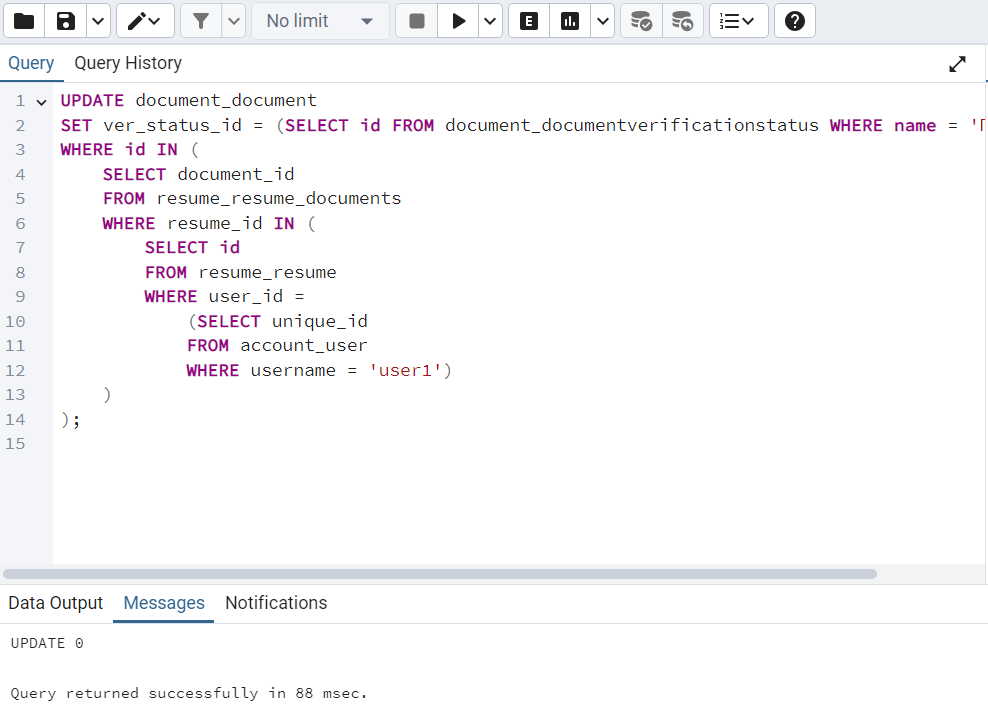 No limit
E
Query Query History
1 UPDATE document_document
2 SET ver_status_id = (SELECT id FROM document_documentverificationstatus WHERE name = '
3 WHERE id IN (
4 SELECT document_id
5 FROM resume_resume_documents
6 WHERE resume_id IN (
7 SELECT id
8 FROM resume_resume
9 WHERE user_id =
10 (SELECT unique_id
11 FROM account_user
12 WHERE username = 'user1')
13 )
14 );
15
Data Output Messages Notifications
UPDATE 0
Query returned successfully in 88 msec.